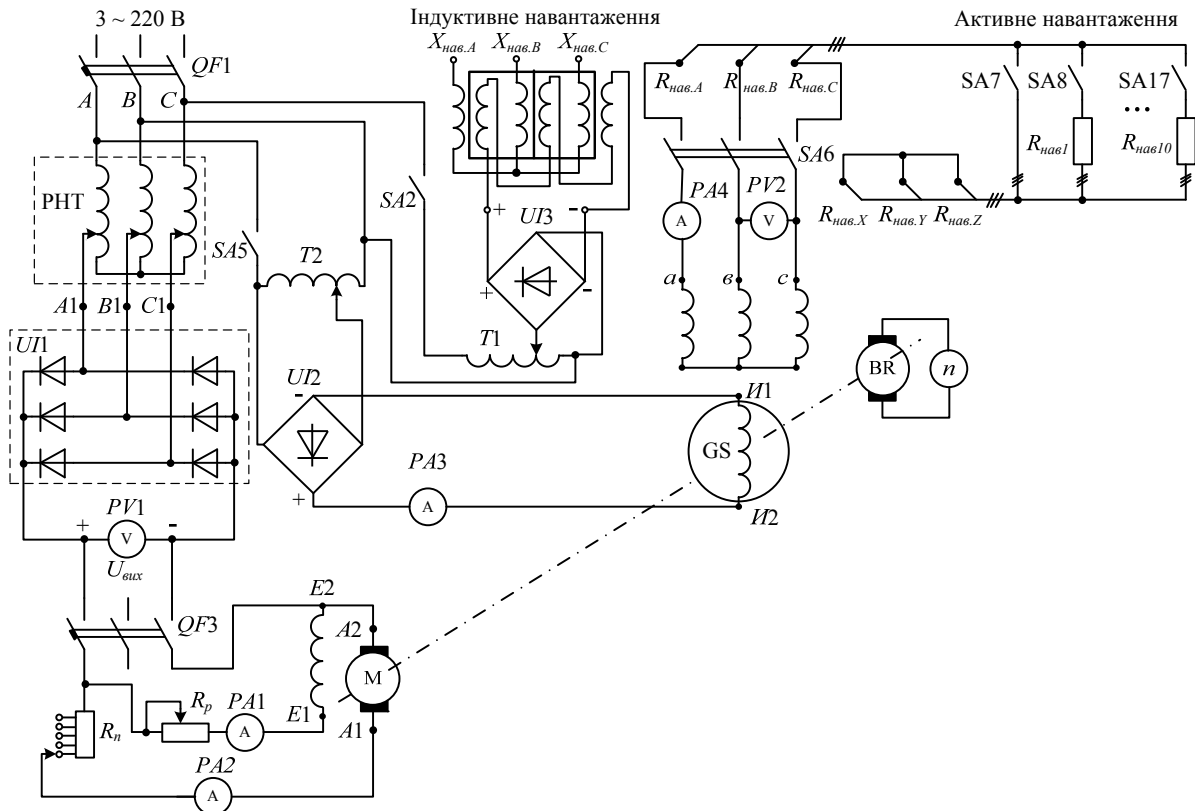 3 ~ 220 В
Індуктивне навантаження
Активне навантаження
Xнав.A Xнав.B Xнав.C
QF1
A B C
Rнав.A Rнав.B Rнав.C
SA7 SA8 SA17
...
Rнав1 Rнав10
РНТ
SA2
SA6
PA4 PV2
A V
Rнав.X Rнав.Y Rнав.Z
+ -
UI3
+ -
SA5
T2
a в c
A1 B1 C1
T1
UI1
UI2
-
BR n
И1
GS
И2
PA3
+
A
PV1
+ -
V
Uвих
QF3
E2
A2
M
Rп
Rр
PA1
A
E1
A1
PA2
A